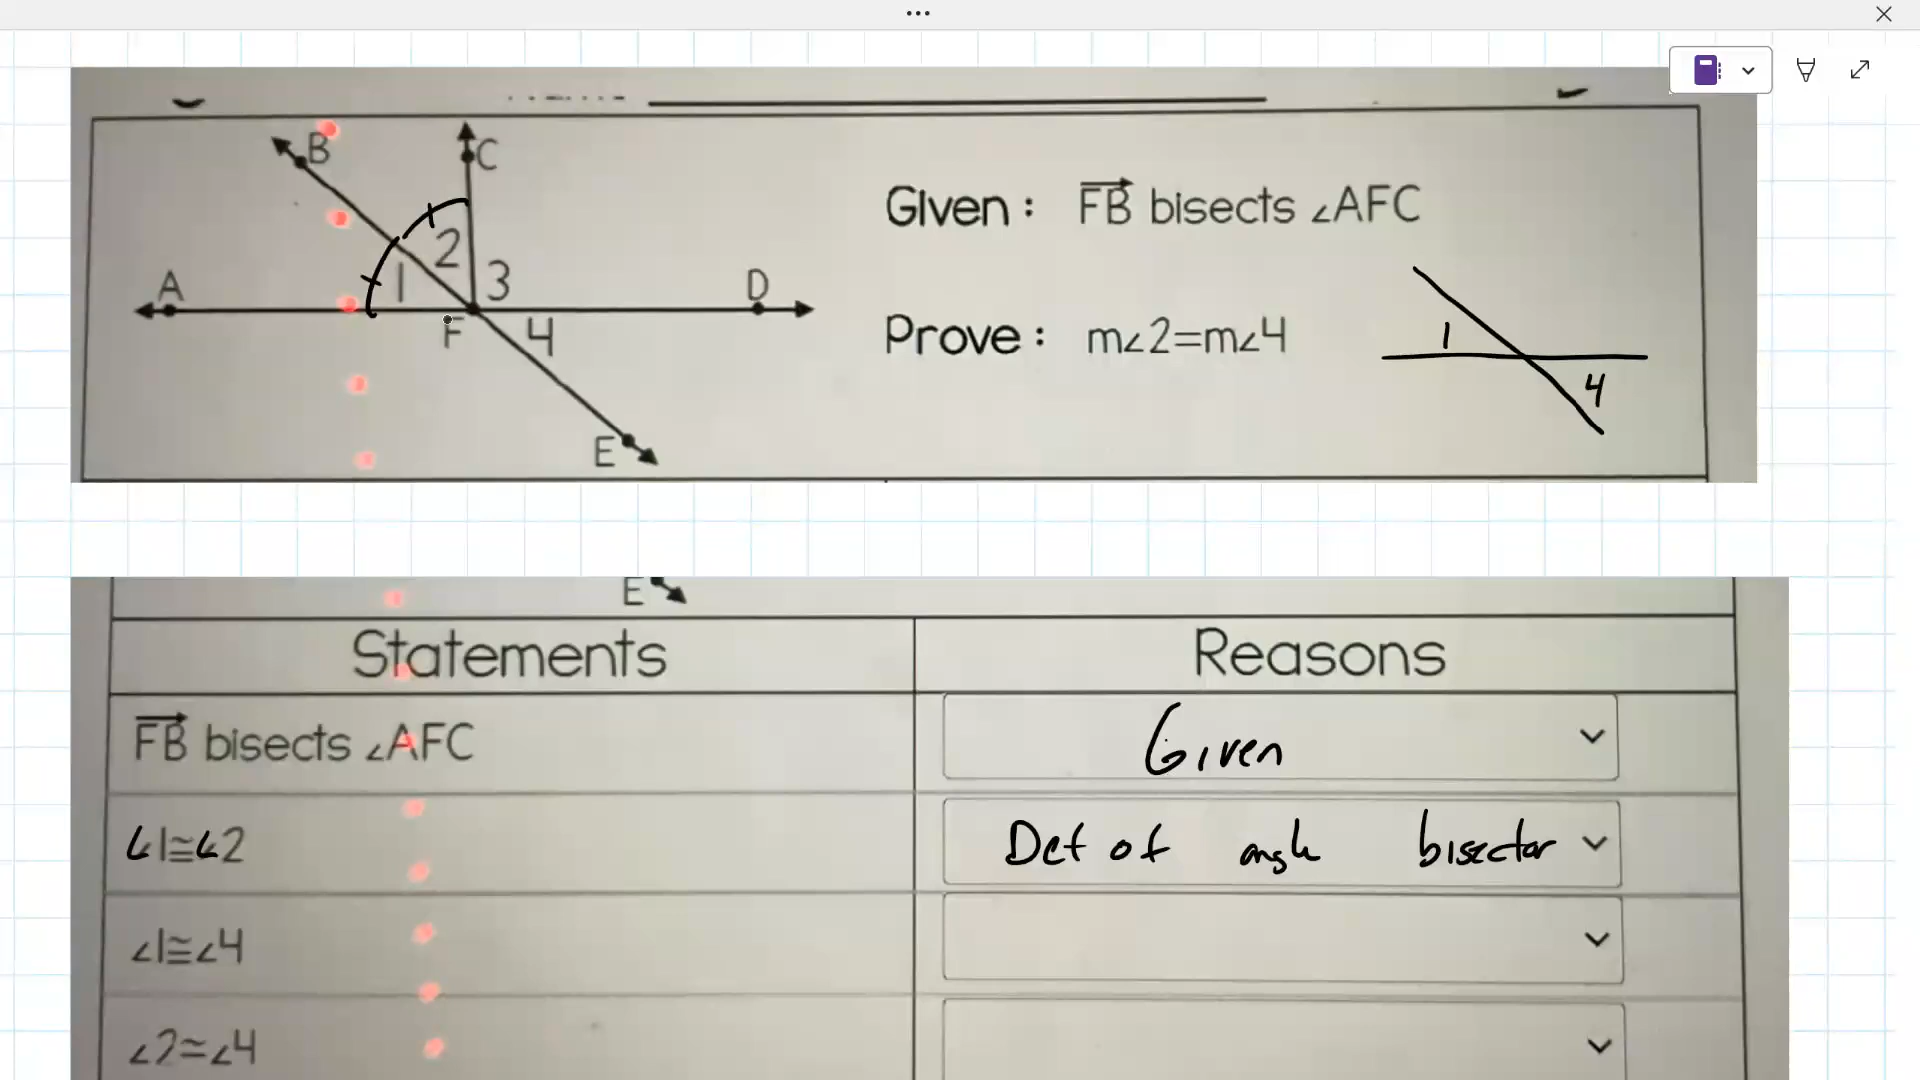 B
C
Given : FB bisects ∠AFC
2
A
1
3
D
1
F
4
Prove : m∠2=m∠4
4
E
E
Statements
Reasons
FB bisects ∠AFC
Given
∠1≅∠2
Def of angle bisector
∠1≅∠4
∠2≅∠4